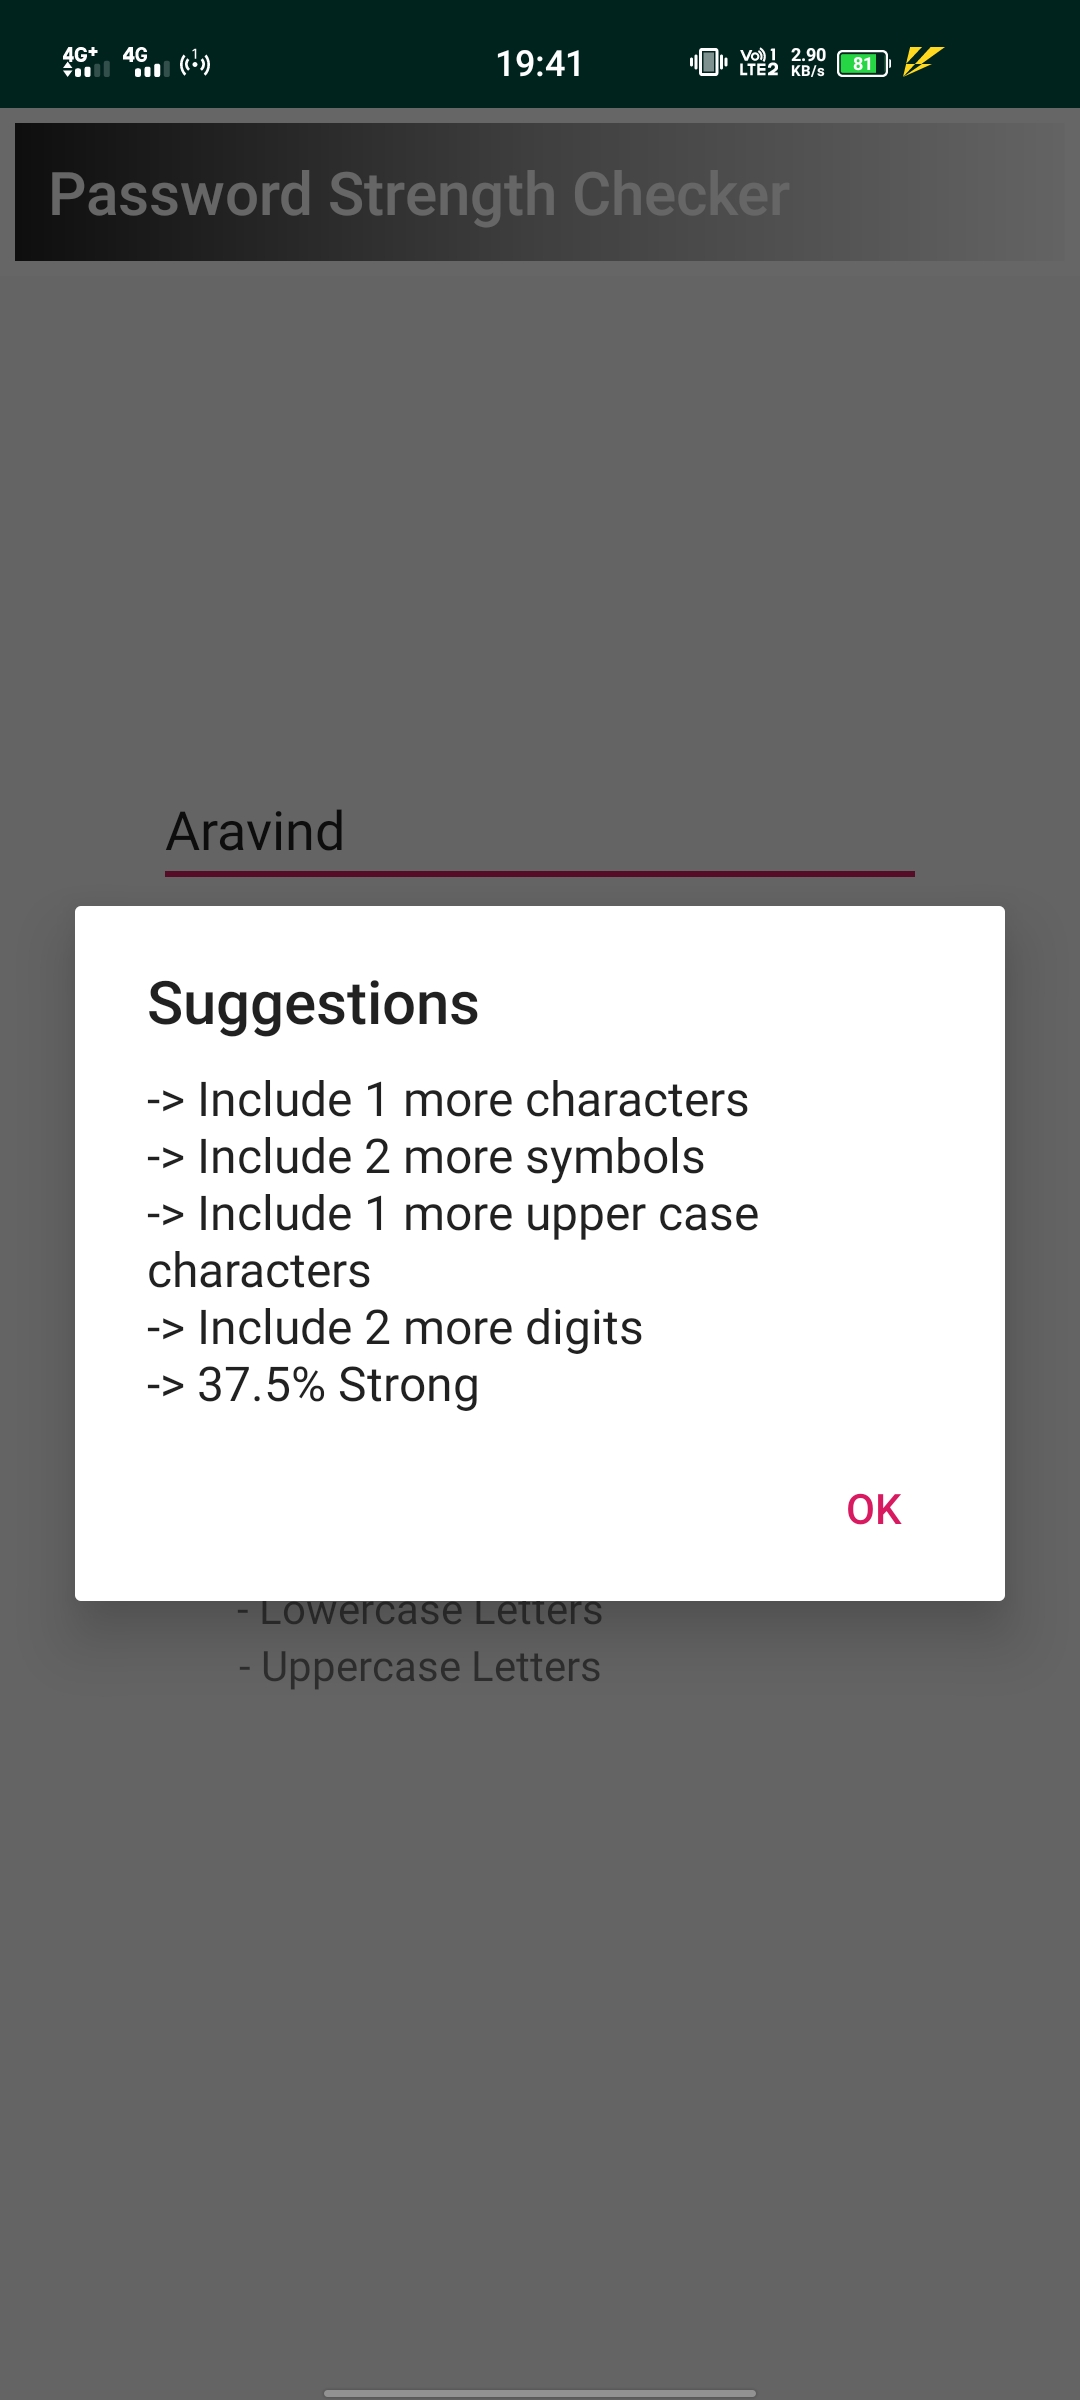 4G+ 4G 1 19:41 Vo)) 1 LTE2 2.90 KB/s 81
Password Strength Checker
Aravind
Suggestions
-> Include 1 more characters
-> Include 2 more symbols
-> Include 1 more upper case
characters
-> Include 2 more digits
-> 37.5% Strong
OK
- Lowercase Letters
- Uppercase Letters